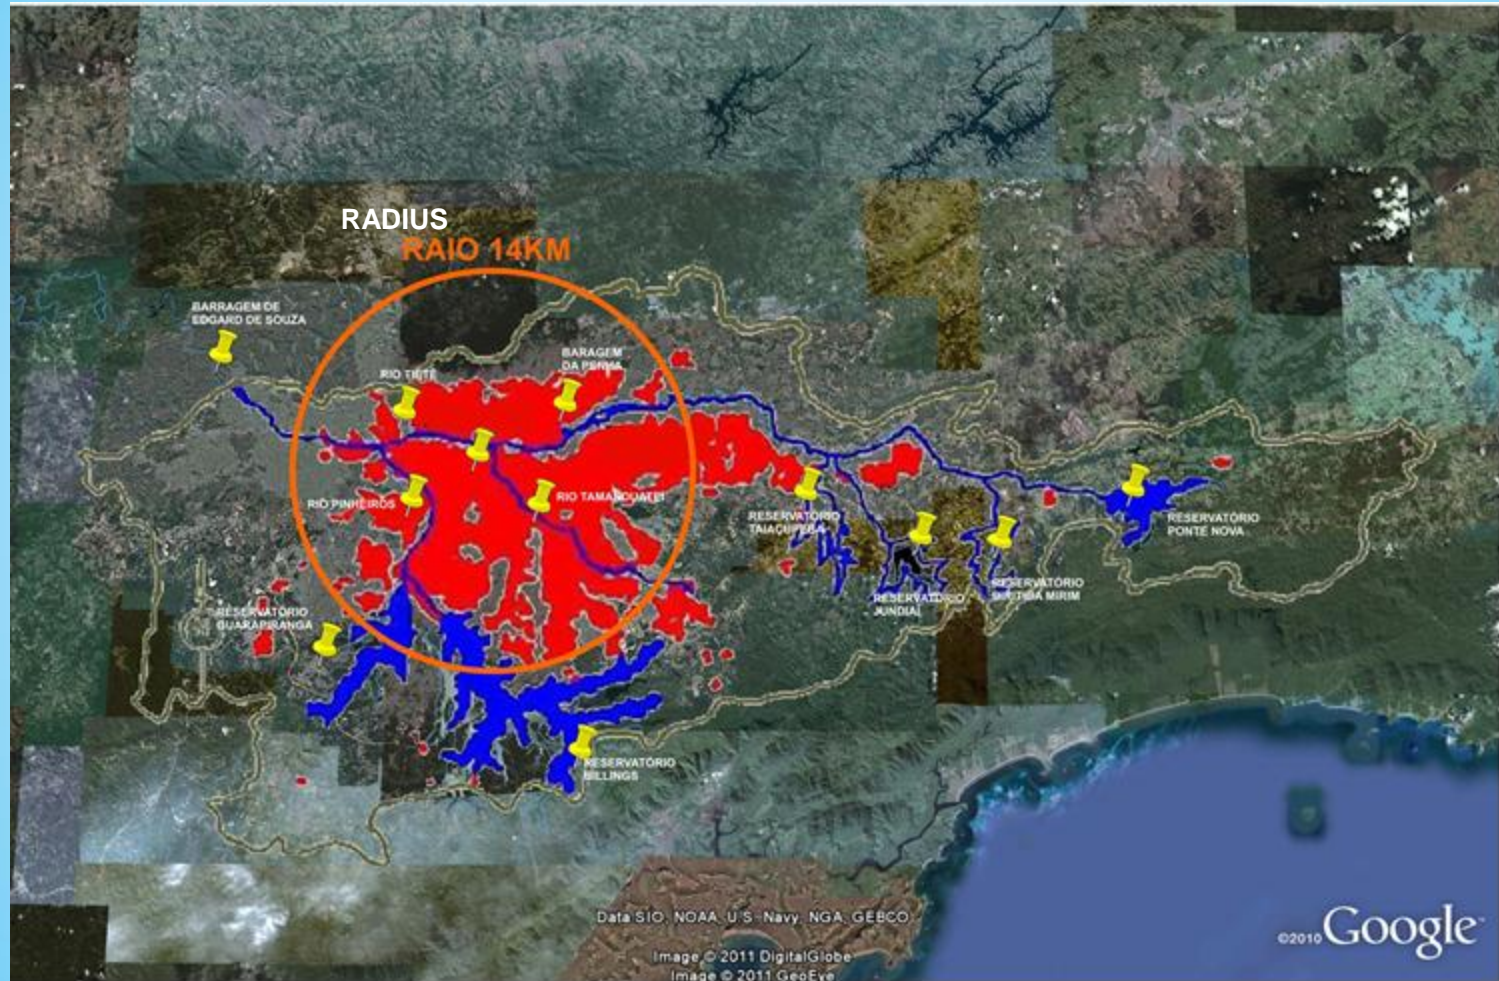 RADIUS
RAIO 14KM
BARRAGEM DE
EDGARD DE SOUZA
BARAGEM
DA PENHA
RIO TIETÊ
RIO PINHEIROS
RIO TAMANDUATEI
RESERVATÓRIO
TAIAÇUPEBA
RESERVATÓRIO
PONTE NOVA
RESERVATÓRIO
JUNDIAÍ
RESERVATÓRIO
MIRIM
RESERVATÓRIO
GUARAPIRANGA
RESERVATÓRIO
BILLINGS
Data SIO, NOAA, U.S. Navy, NGA, GEBCO
Image © 2011 DigitalGlobe
Image © 2011 GeoEye
©2010 Google